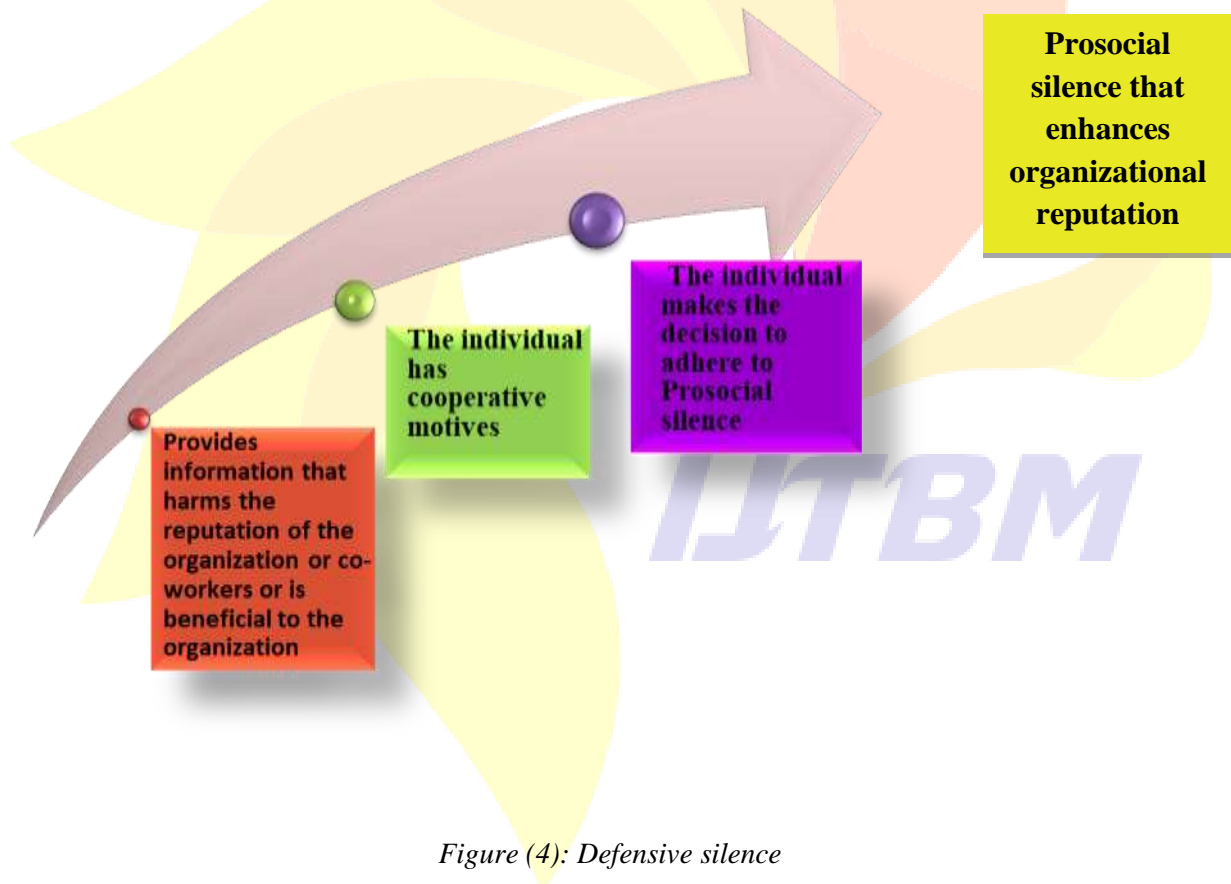 Prosocial
silence that
enhances
organizational
reputation
The individual
makes the
decision to
adhere to
Prosocial
silence
The individual
has
cooperative
motives
Provides
information that
harms the
reputation of the
organization or co-
workers or is
beneficial to the
organization
IJTBM
Figure (4): Defensive silence